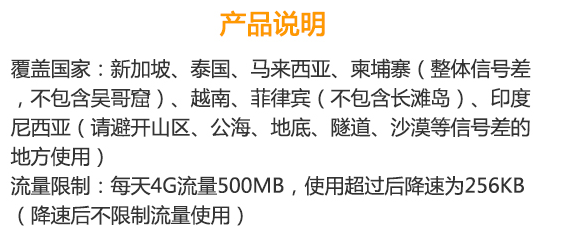 产品说明
覆盖国家：新加坡、泰国、马来西亚、柬埔寨（整体信号差
，不包含吴哥窟）、越南、菲律宾（不包含长滩岛）、印度
尼西亚（请避开山区、公海、地底、隧道、沙漠等信号差的
地方使用）
流量限制：每天4G流量500MB，使用超过后降速为256KB
（降速后不限制流量使用）